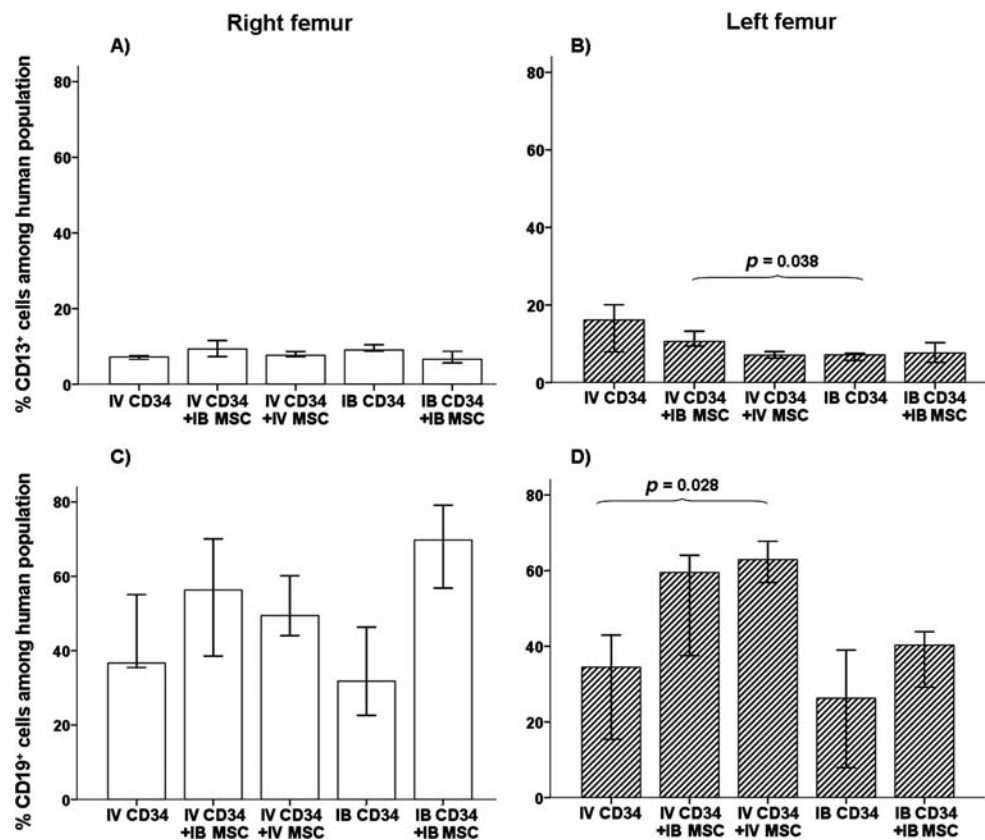 Right femur
Left femur
A)
% CD13⁺ cells among human population
80
60
40
20
0
IV CD34
IV CD34
+IB MSC
IV CD34
+IV MSC
IB CD34
IB CD34
+IB MSC
B)
80
60
40
20
0
p = 0.038
IV CD34
IV CD34
+IB MSC
IV CD34
+IV MSC
IB CD34
IB CD34
+IB MSC
C)
% CD19⁺ cells among human population
80
60
40
20
0
IV CD34
IV CD34
+IB MSC
IV CD34
+IV MSC
IB CD34
IB CD34
+IB MSC
D)
80
60
40
20
0
p = 0.028
IV CD34
IV CD34
+IB MSC
IV CD34
+IV MSC
IB CD34
IB CD34
+IB MSC